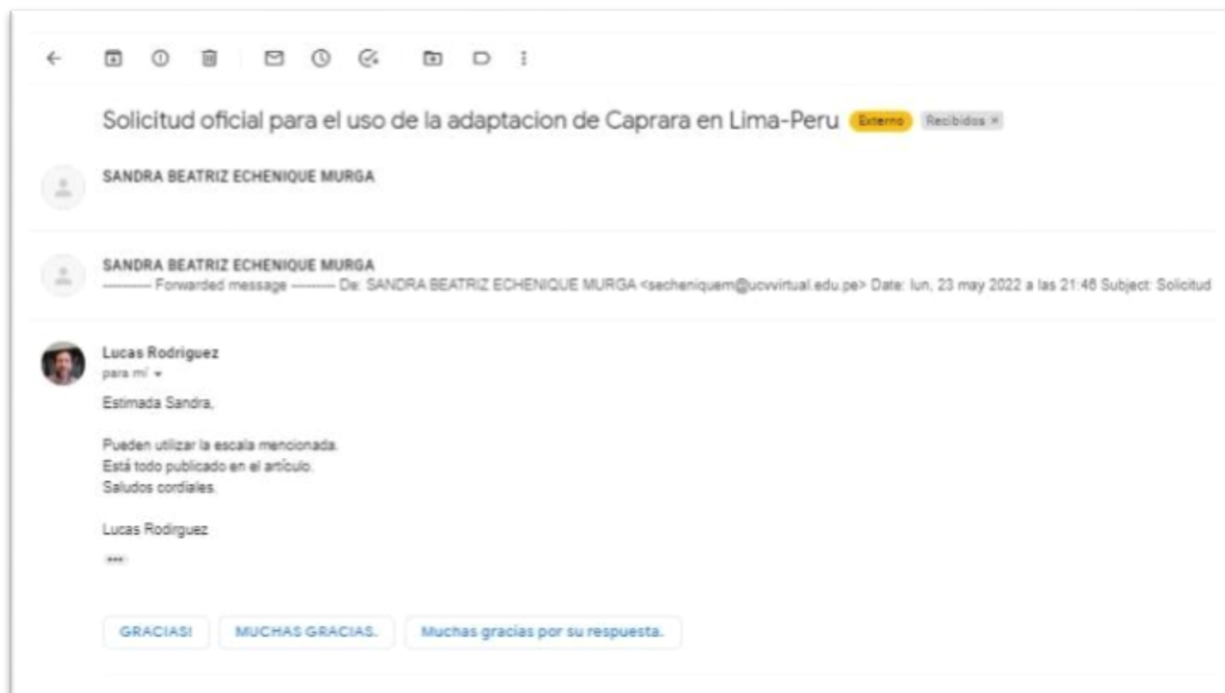 Solicitud oficial para el uso de la adaptacion de Caprara en Lima-Peru Externo Recibidos ×
SANDRA BEATRIZ ECHENIQUE MURGA
SANDRA BEATRIZ ECHENIQUE MURGA
---------- Forwarded message --------- De: SANDRA BEATRIZ ECHENIQUE MURGA <secheniquem@ucvvirtual.edu.pe> Date: lun, 23 may 2022 a las 21:46 Subject: Solicitud
Lucas Rodriguez
para mí
Estimada Sandra,
Pueden utilizar la escala mencionada.
Está todo publicado en el artículo.
Saludos cordiales.
Lucas Rodirguez
GRACIAS!
MUCHAS GRACIAS.
Muchas gracias por su respuesta.